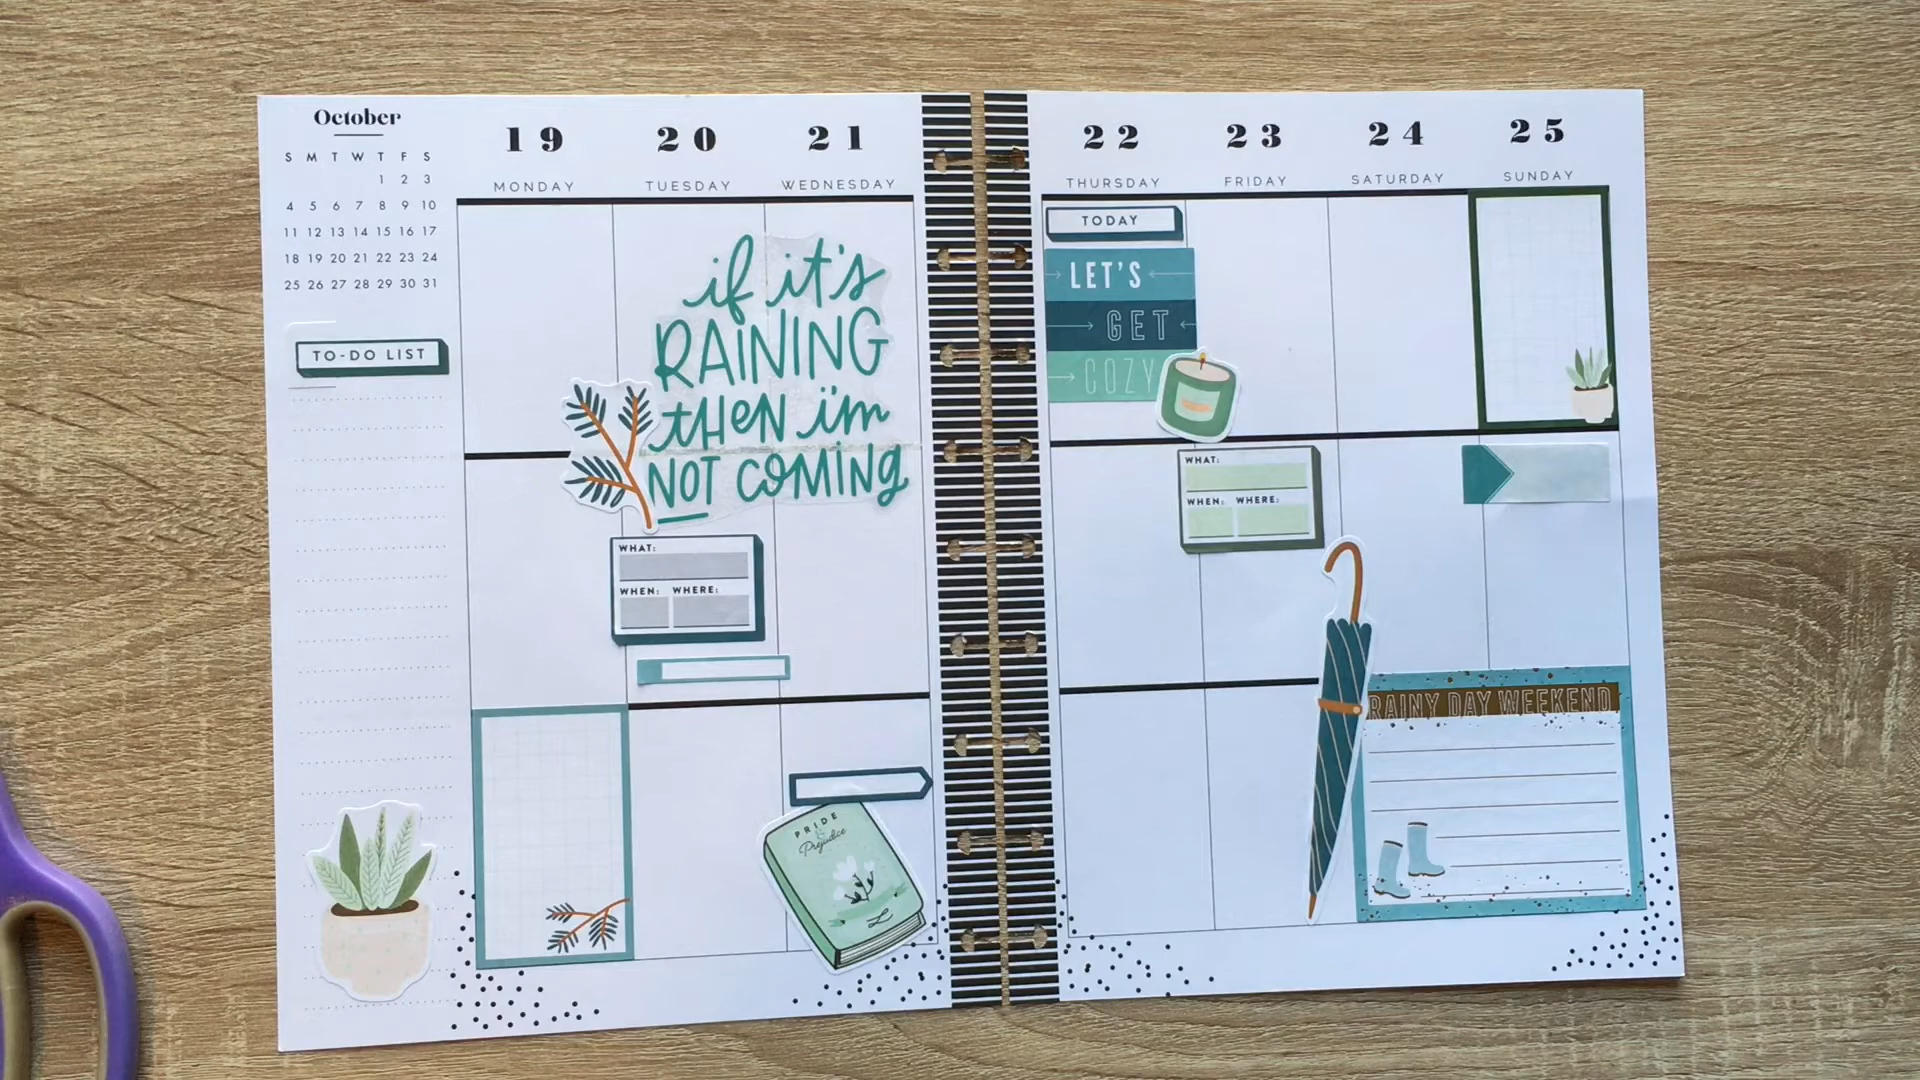 October
S M T W T F S
1 2 3
4 5 6 7 8 9 10
11 12 13 14 15 16 17
18 19 20 21 22 23 24
25 26 27 28 29 30 31
TO-DO LIST
19
MONDAY
20
TUESDAY
21
WEDNESDAY
if it's
RAINING
tHEN i'm
NOT COMING
WHAT:
WHEN: WHERE:
PRIDE
&
Prejudice
22
THURSDAY
23
FRIDAY
24
SATURDAY
25
SUNDAY
TODAY
LET'S
GET
COZY
WHAT:
WHEN: WHERE:
RAINY DAY WEEKEND